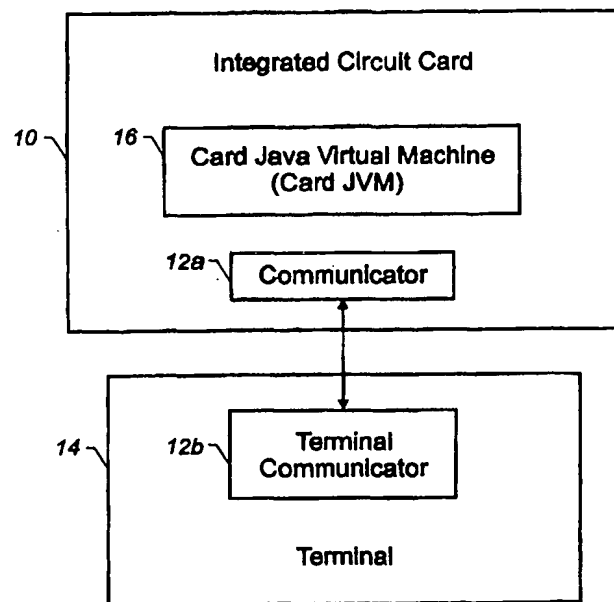 Integrated Circuit Card
10
16
Card Java Virtual Machine
(Card JVM)
12a
Communicator
14
12b
Terminal
Communicator
Terminal